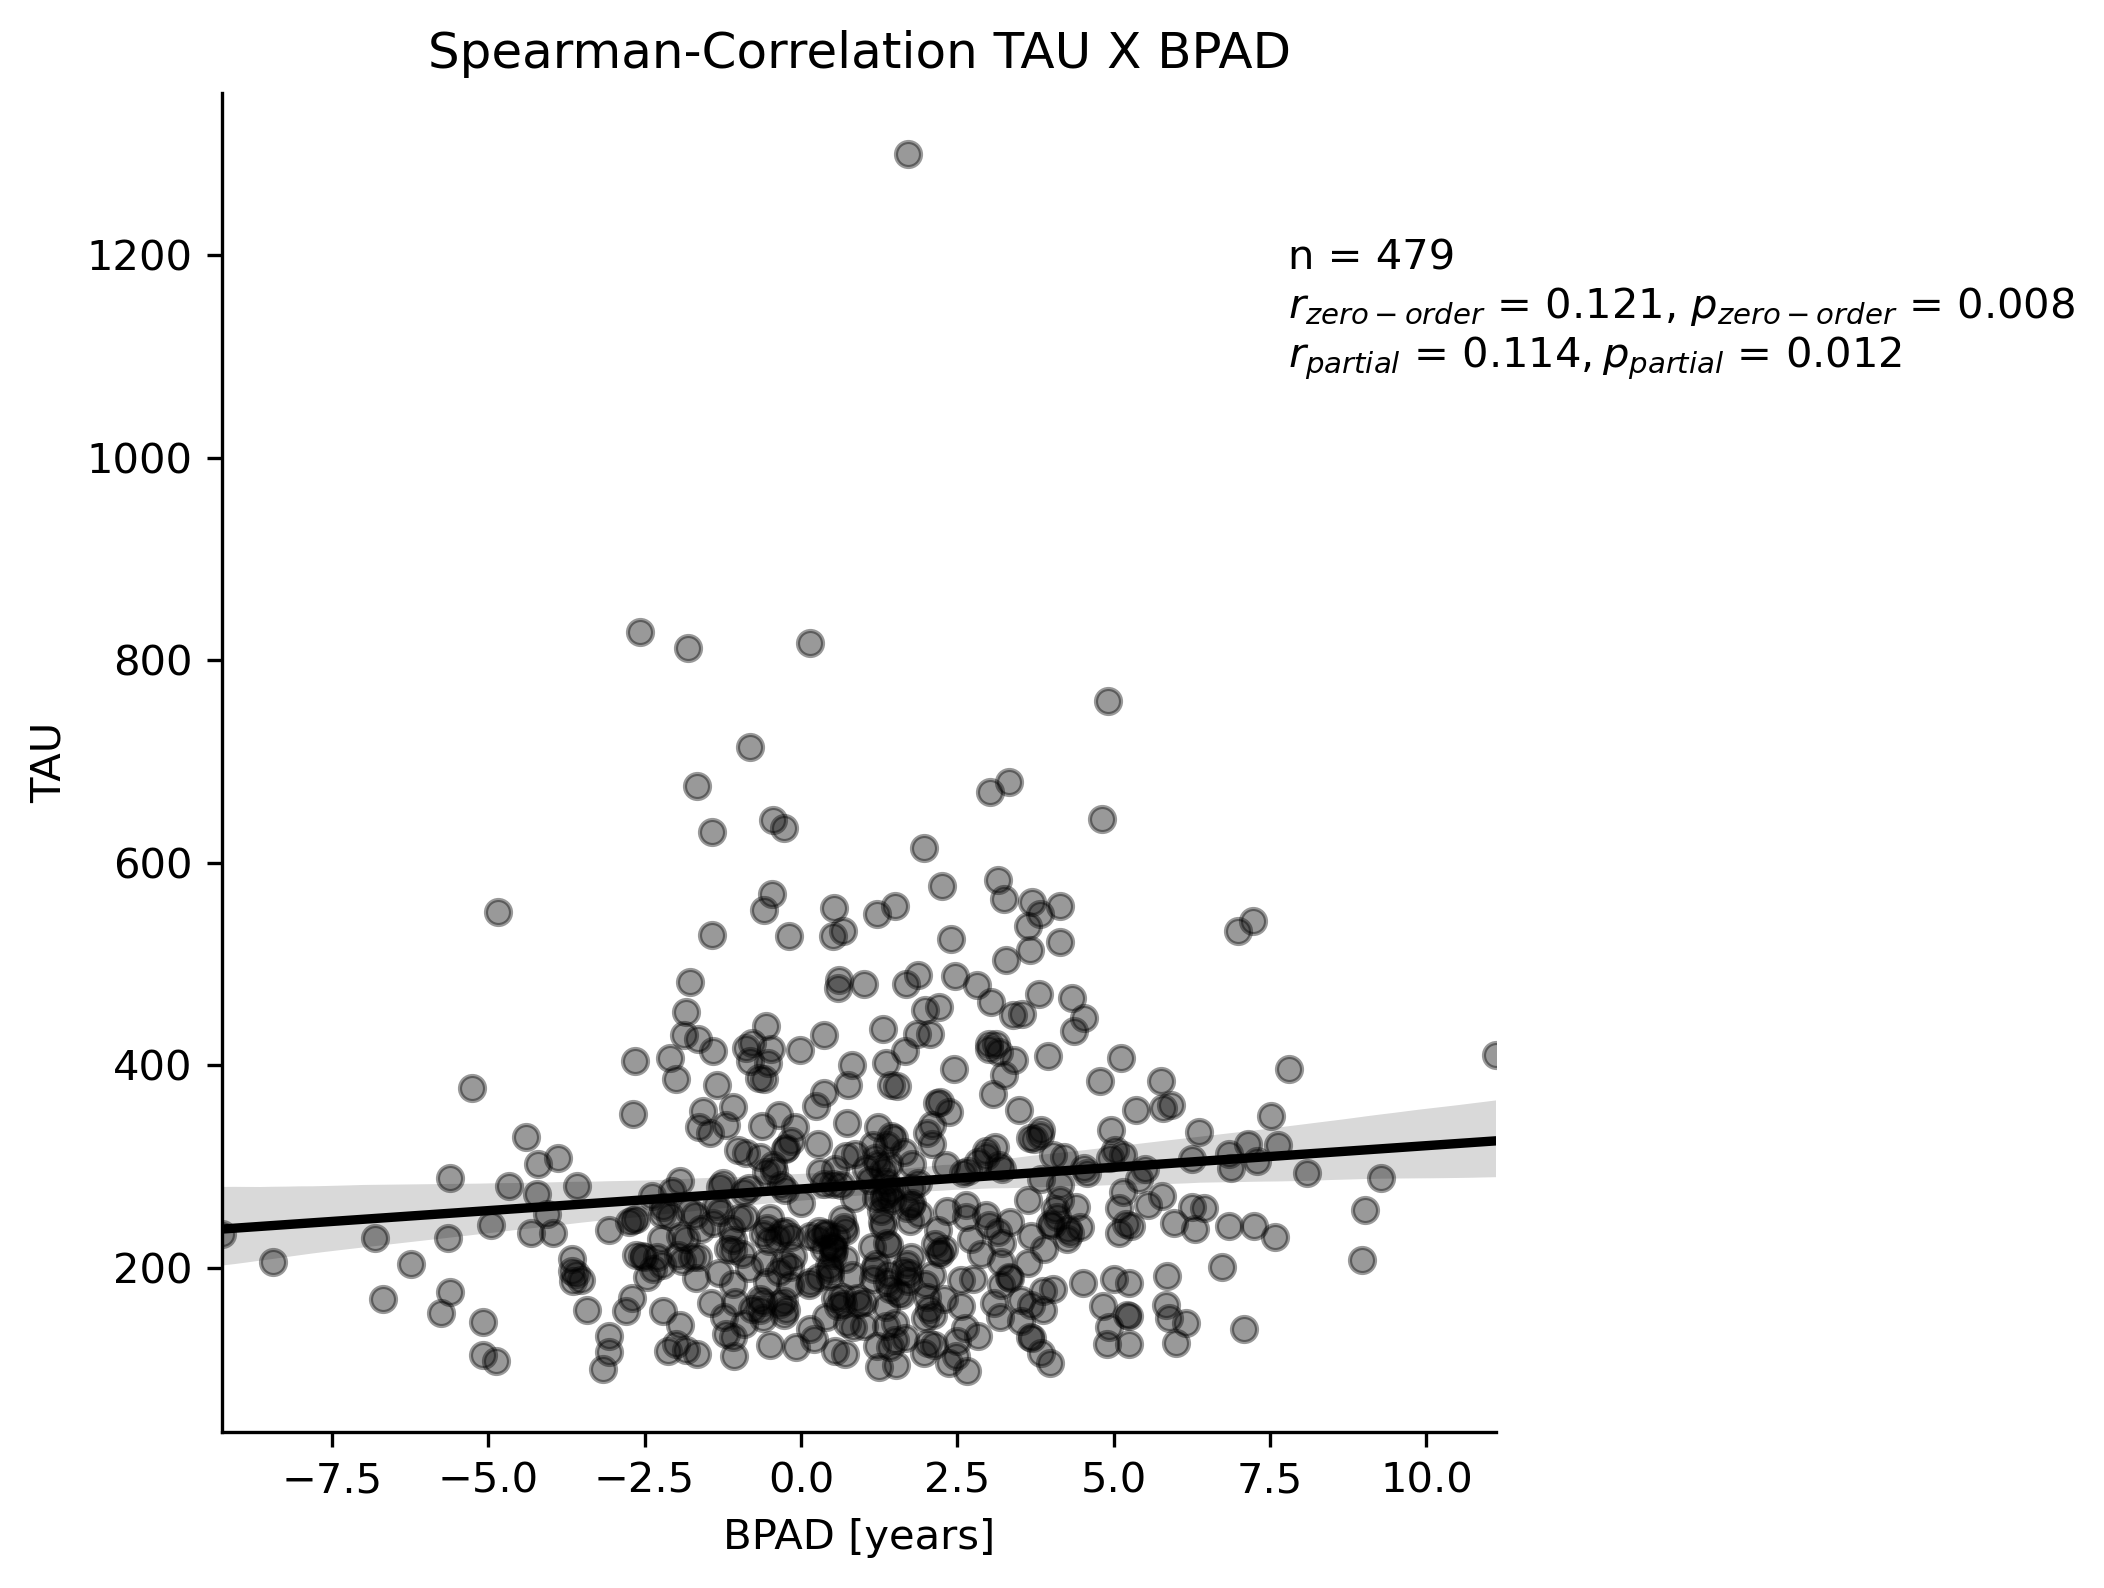 Spearman-Correlation TAU X BPAD
n = 479
r_zero−order = 0.121, p_zero−order = 0.008
r_partial = 0.114, p_partial = 0.012
1200
1000
800
600
400
200
TAU
−7.5 −5.0 −2.5 0.0 2.5 5.0 7.5 10.0
BPAD [years]